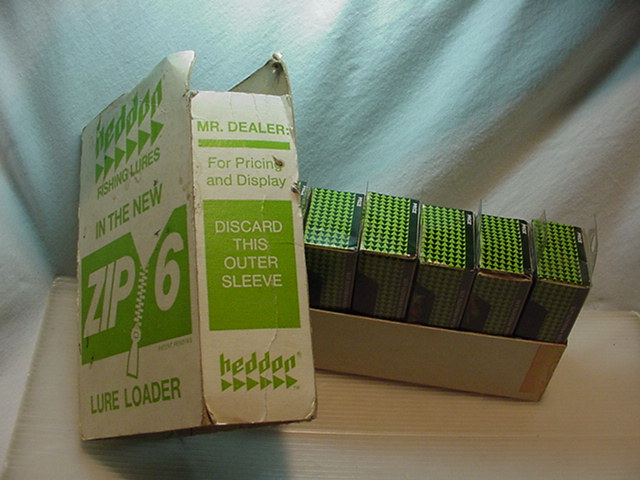 heddon
FISHING LURES
IN THE NEW
ZIP 6
LURE LOADER
MR. DEALER:
For Pricing
and Display
DISCARD
THIS
OUTER
SLEEVE
heddon®